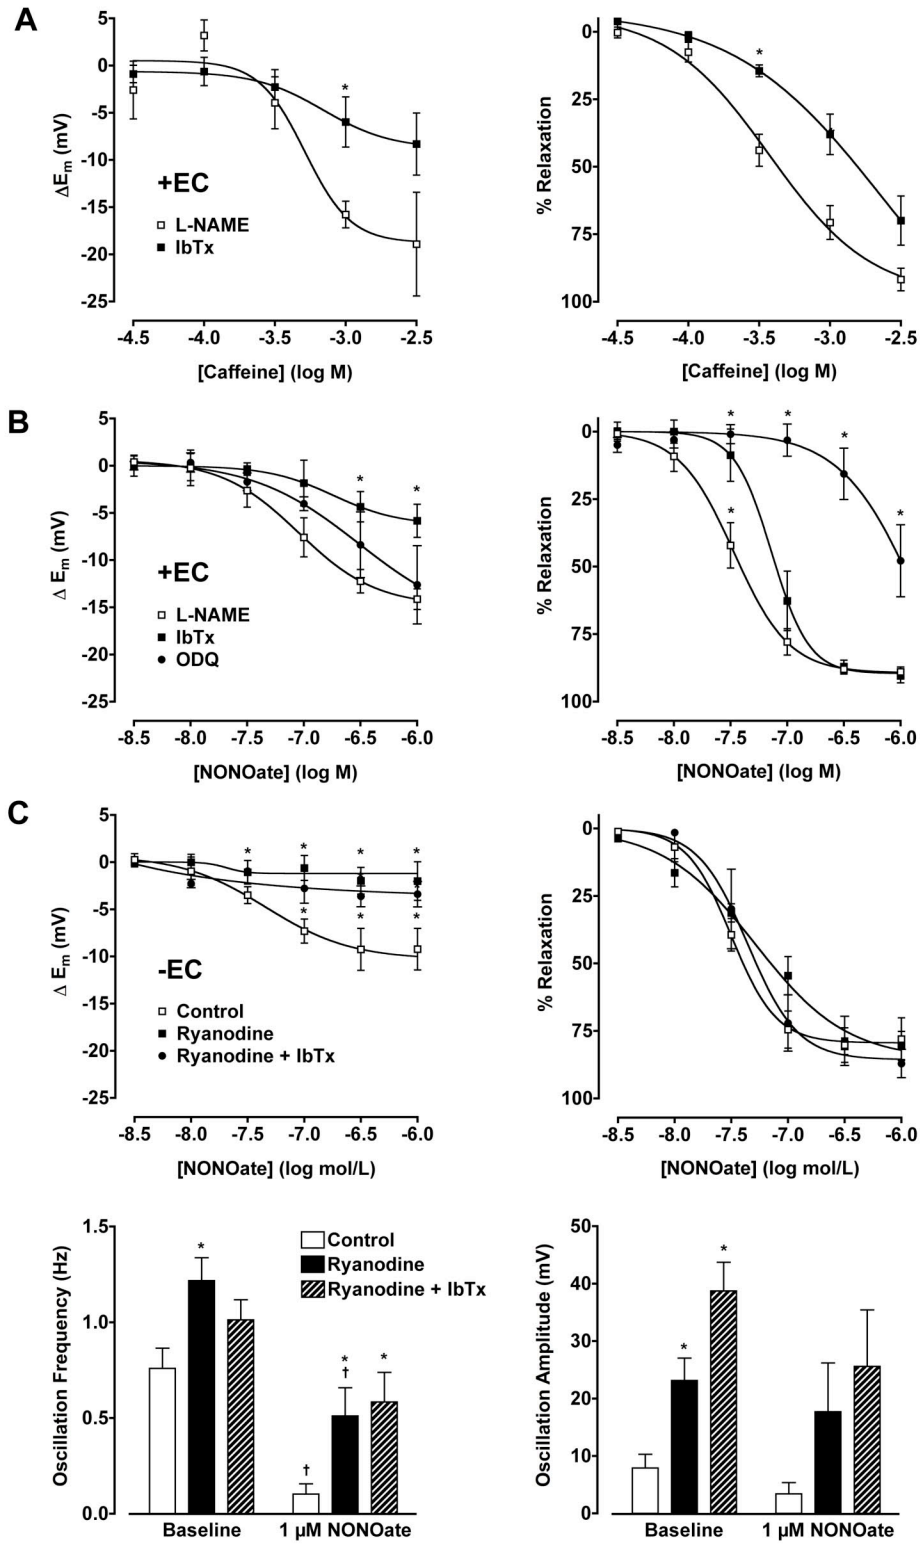 A
5
0
-5
-10
-15
-20
-25
ΔEm (mV)
*
+EC
L-NAME
IbTx
-4.5 -4.0 -3.5 -3.0 -2.5
[Caffeine] (log M)
0
25
50
75
100
% Relaxation
*
-4.5 -4.0 -3.5 -3.0 -2.5
[Caffeine] (log M)
B
5
0
-5
-10
-15
-20
-25
Δ Em (mV)
* *
+EC
L-NAME
IbTx
ODQ
-8.5 -8.0 -7.5 -7.0 -6.5 -6.0
[NONOate] (log M)
0
25
50
75
100
% Relaxation
* * * *
*
-8.5 -8.0 -7.5 -7.0 -6.5 -6.0
[NONOate] (log M)
C
5
0
-5
-10
-15
-20
-25
Δ Em (mV)
* * * *
* * *
-EC
Control
Ryanodine
Ryanodine + IbTx
-8.5 -8.0 -7.5 -7.0 -6.5 -6.0
[NONOate] (log mol/L)
0
25
50
75
100
% Relaxation
-8.5 -8.0 -7.5 -7.0 -6.5 -6.0
[NONOate] (log mol/L)
1.5
1.0
0.5
0.0
Oscillation Frequency (Hz)
Control
Ryanodine
Ryanodine + IbTx
*
†
*
†
*
Baseline 1 µM NONOate
50
40
30
20
10
0
Oscillation Amplitude (mV)
*
*
Baseline 1 µM NONOate